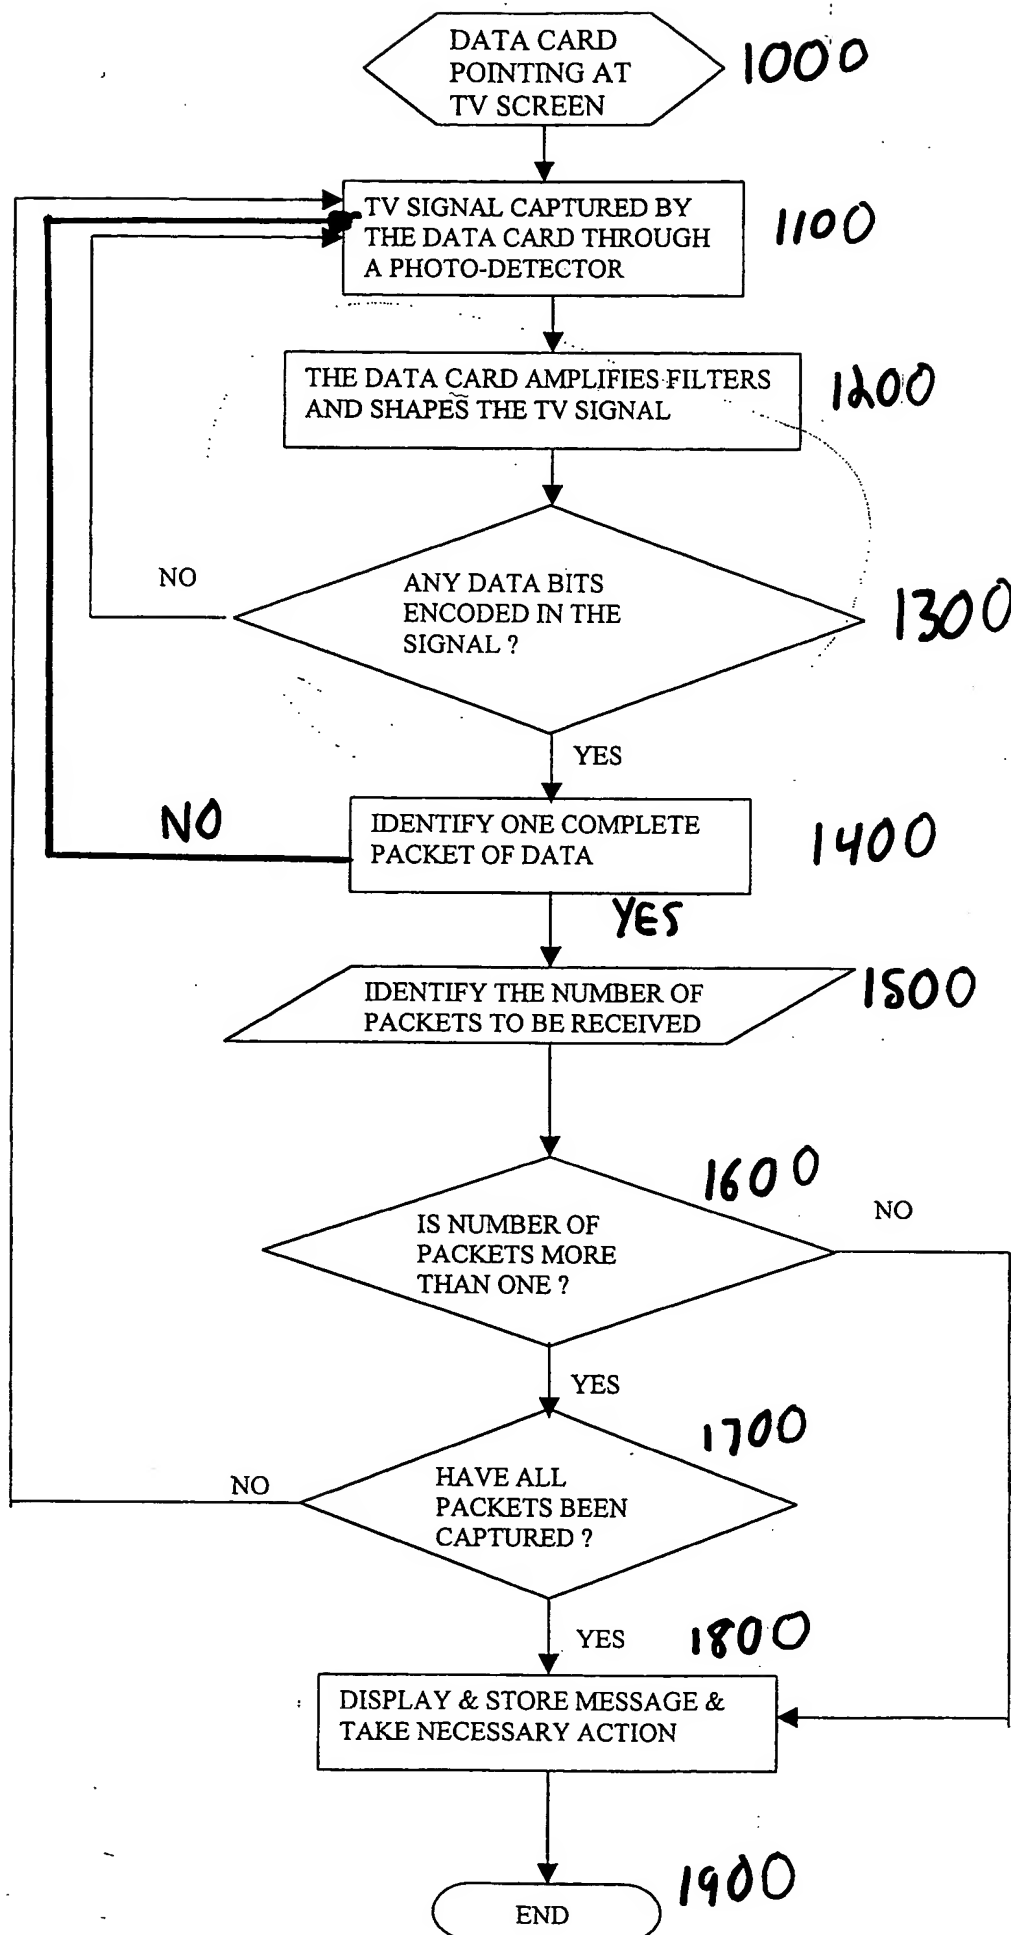 DATA CARD
POINTING AT
TV SCREEN
1000
TV SIGNAL CAPTURED BY
THE DATA CARD THROUGH
A PHOTO-DETECTOR
1100
THE DATA CARD AMPLIFIES FILTERS
AND SHAPES THE TV SIGNAL
1200
NO
ANY DATA BITS
ENCODED IN THE
SIGNAL ?
1300
YES
NO
IDENTIFY ONE COMPLETE
PACKET OF DATA
1400
YES
IDENTIFY THE NUMBER OF
PACKETS TO BE RECEIVED
1500
1600
NO
IS NUMBER OF
PACKETS MORE
THAN ONE ?
YES
1700
NO
HAVE ALL
PACKETS BEEN
CAPTURED ?
YES
1800
DISPLAY & STORE MESSAGE &
TAKE NECESSARY ACTION
1900
END